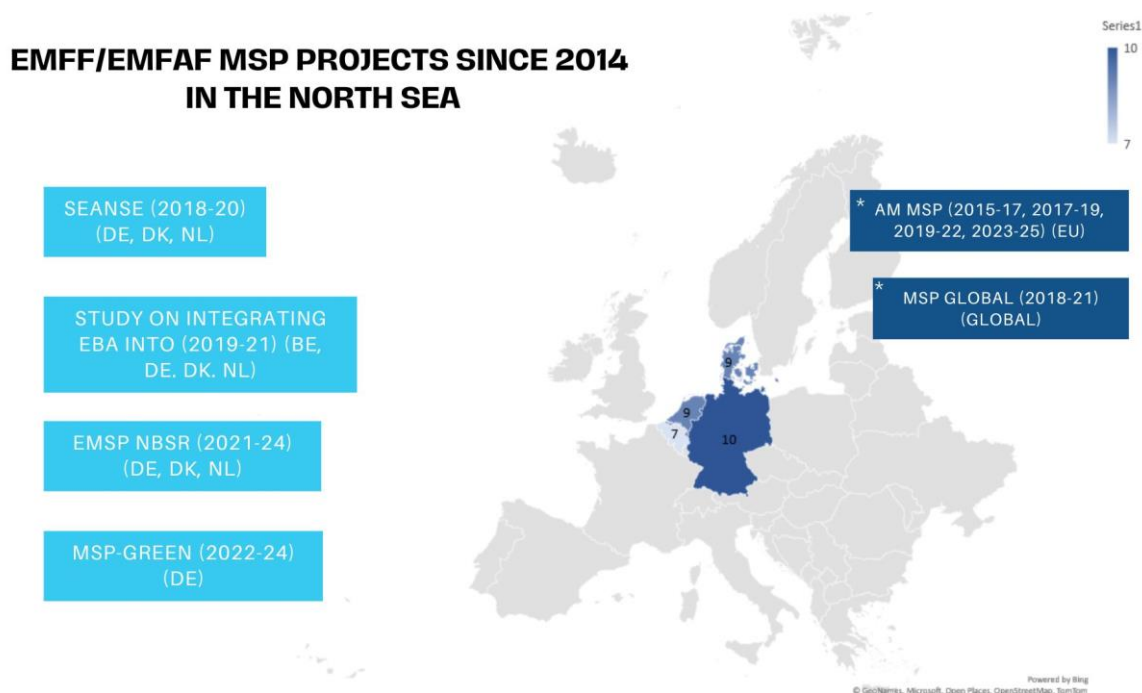 EMFF/EMFAF MSP PROJECTS SINCE 2014
IN THE NORTH SEA
Series1
10
7
SEANSE (2018-20)
(DE, DK, NL)
STUDY ON INTEGRATING
EBA INTO (2019-21) (BE,
DE. DK. NL)
EMSP NBSR (2021-24)
(DE, DK, NL)
MSP-GREEN (2022-24)
(DE)
* AM MSP (2015-17, 2017-19,
2019-22, 2023-25) (EU)
* MSP GLOBAL (2018-21)
(GLOBAL)
9
9
7
10
Powered by Bing
© GeoNames, Microsoft, Open Places, OpenStreetMap, TomTom